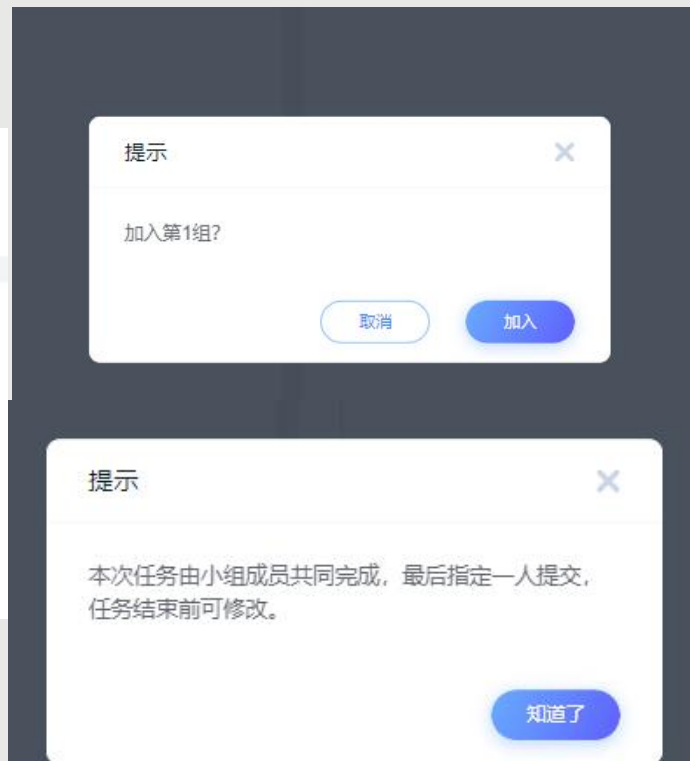 提示
加入第1组?
取消
加入
提示
本次任务由小组成员共同完成，最后指定一人提交，
任务结束前可修改。
知道了